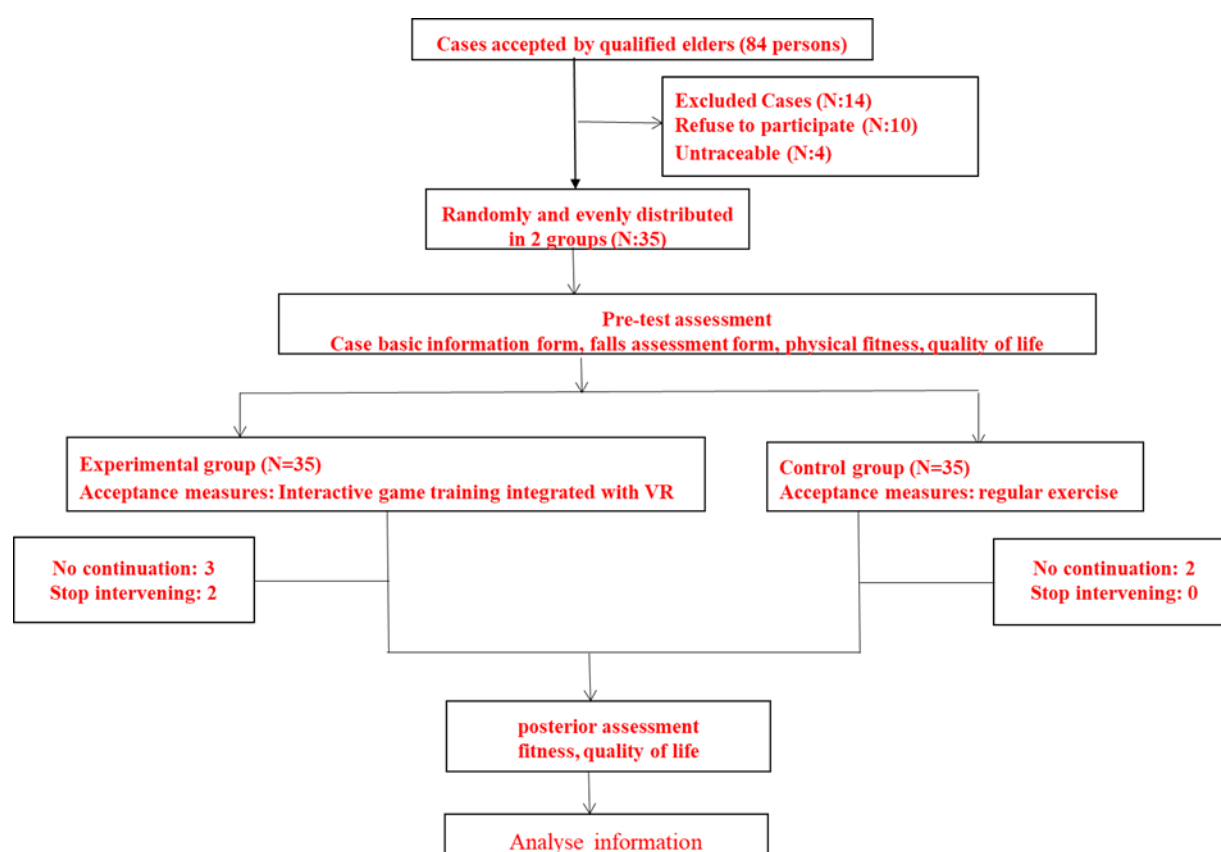 Cases accepted by qualified elders (84 persons)
Excluded Cases (N:14)
Refuse to participate (N:10)
Untraceable (N:4)
Randomly and evenly distributed
in 2 groups (N:35)
Pre-test assessment
Case basic information form, falls assessment form, physical fitness, quality of life
Experimental group (N=35)
Acceptance measures: Interactive game training integrated with VR
Control group (N=35)
Acceptance measures: regular exercise
No continuation: 3
Stop intervening: 2
No continuation: 2
Stop intervening: 0
posterior assessment
fitness, quality of life
Analyse information